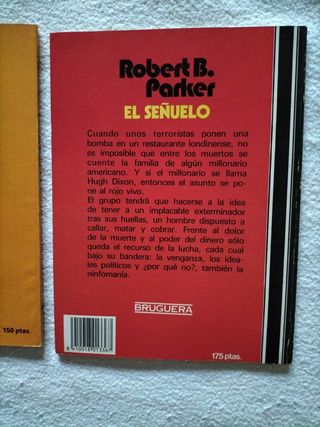 Robert B.
Parker
EL SEÑUELO
Cuando unos terroristas ponen una
bomba en un restaurante londinense, no
es imposible que entre los muertos se
cuente la familia de algún millonario
americano. Y si el millonario se llama
Hugh Dixon, entonces el asunto se po-
ne al rojo vivo.
El grupo tendrá que hacerse a la idea
de tener a un implacable exterminador
tras sus huellas, un hombre dispuesto a
callar, matar y cobrar. Frente al dolor
de la muerte y al poder del dinero sólo
queda el recurso de la lucha, cada cual
bajo su bandera: la venganza, los idea-
les políticos y ¿por qué no?, también la
ninfomanía.
BRUGUERA
150 ptas.
175 ptas.